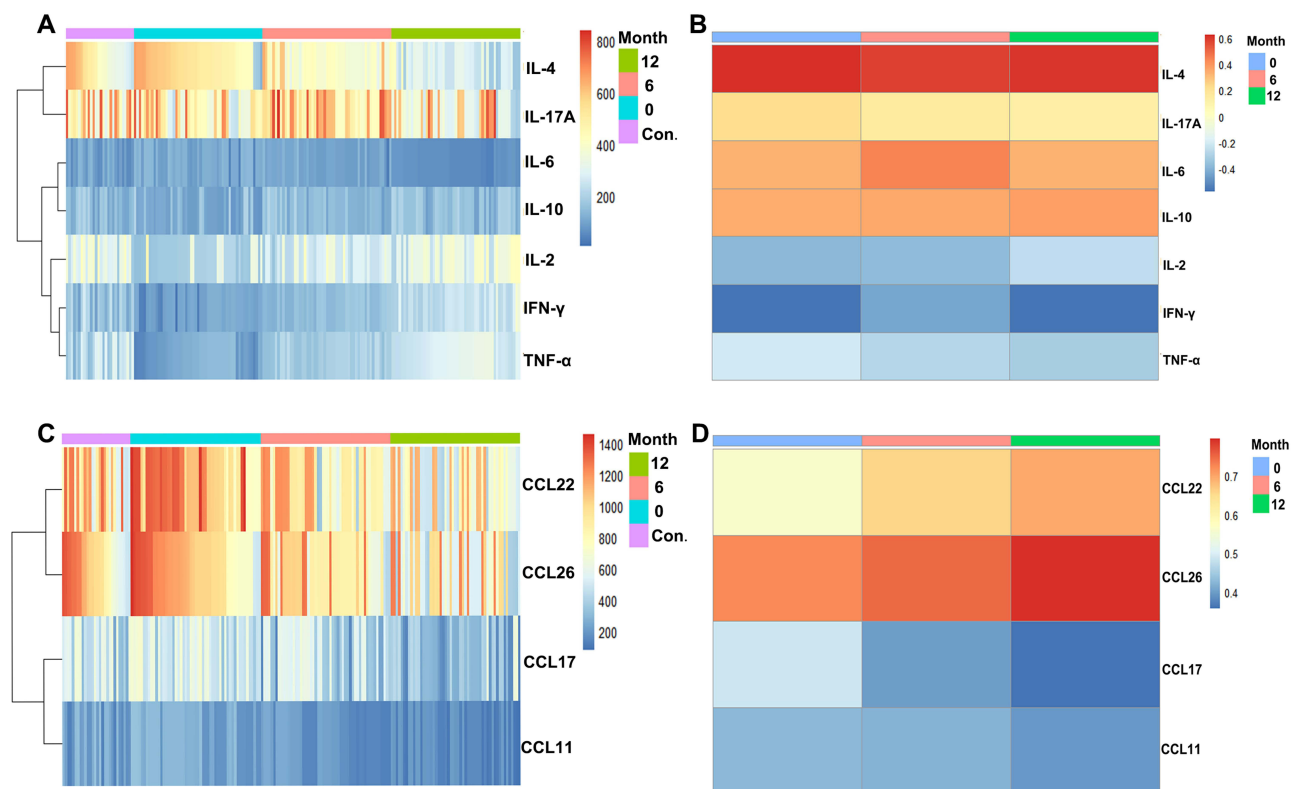 A
800
600
400
200
Month
12
6
0
Con.
IL-4
IL-17A
IL-6
IL-10
IL-2
IFN-γ
TNF-α
B
0.6
0.4
0.2
0
-0.2
-0.4
Month
0
6
12
IL-4
IL-17A
IL-6
IL-10
IL-2
IFN-γ
TNF-α
C
1400
1200
1000
800
600
400
200
Month
12
6
0
Con.
CCL22
CCL26
CCL17
CCL11
D
0.7
0.6
0.5
0.4
Month
0
6
12
CCL22
CCL26
CCL17
CCL11